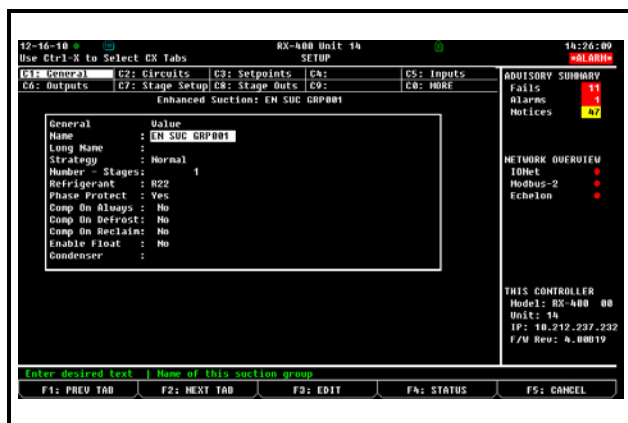 12-16-10 RX-400 Unit 14 14:26:09
Use Ctrl-X to Select CX Tabs SETUP *ALARM*
C1: General C2: Circuits C3: Setpoints C4: C5: Inputs
C6: Outputs C7: Stage Setup C8: Stage Outs C9: C0: MORE
Enhanced Suction: EN SUC GRP001
General Value
Name : EN SUC GRP001
Long Name :
Strategy : Normal
Number - Stages: 1
Refrigerant : R22
Phase Protect : Yes
Comp On Always : No
Comp On Defrost: No
Comp On Reclaim: No
Enable Float : No
Condenser :
ADVISORY SUMMARY
Fails 11
Alarms 1
Notices 47
NETWORK OVERVIEW
IONet
Modbus-2
Echelon
THIS CONTROLLER
Model: RX-400 00
Unit: 14
IP: 10.212.237.232
F/W Rev: 4.00B19
Enter desired text | Name of this suction group
F1: PREV TAB F2: NEXT TAB F3: EDIT F4: STATUS F5: CANCEL